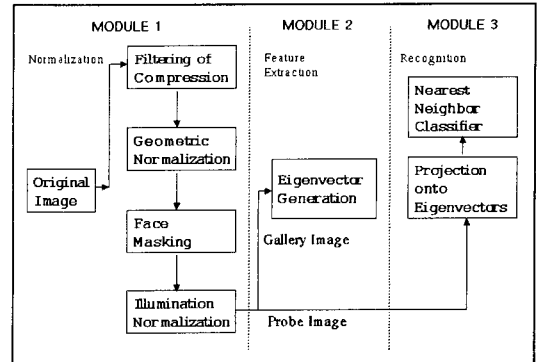 MODULE 1
MODULE 2
MODULE 3
Normalization
Filtering of
Compression
Feature
Extraction
Recognition
Nearest
Neighbor
Classifier
Geometric
Normalization
Original
Image
Eigenvector
Generation
Projection
onto
Eigenvectors
Face
Masking
Gallery Image
Illumination
Normalization
Probe Image